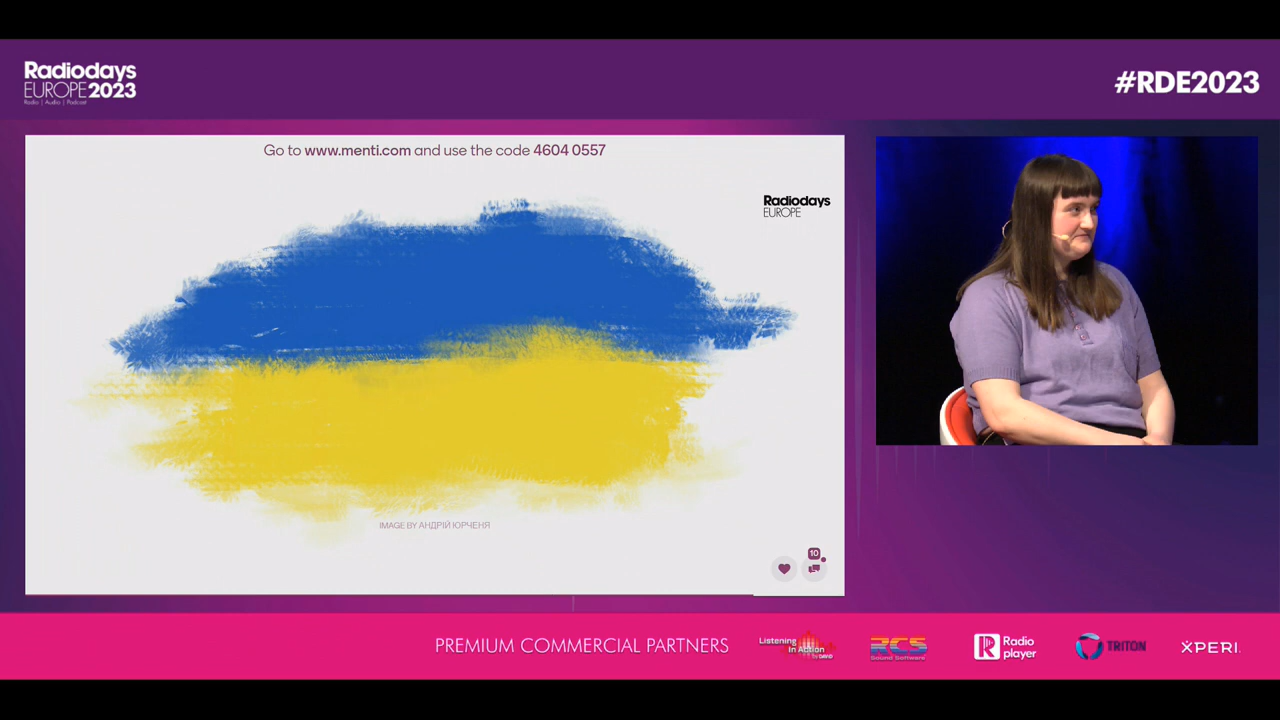 Radiodays
EUROPE 2023
Radio | Audio | Podcast
#RDE2023
Go to www.menti.com and use the code 4604 0557
Radiodays
EUROPE
IMAGE BY АНДРІЙ ЮРЧЕНЯ
10
PREMIUM COMMERCIAL PARTNERS
Listening
In Action
by DAVID
RCS
Sound Software
R
Radio
player
TRITON
XPERI